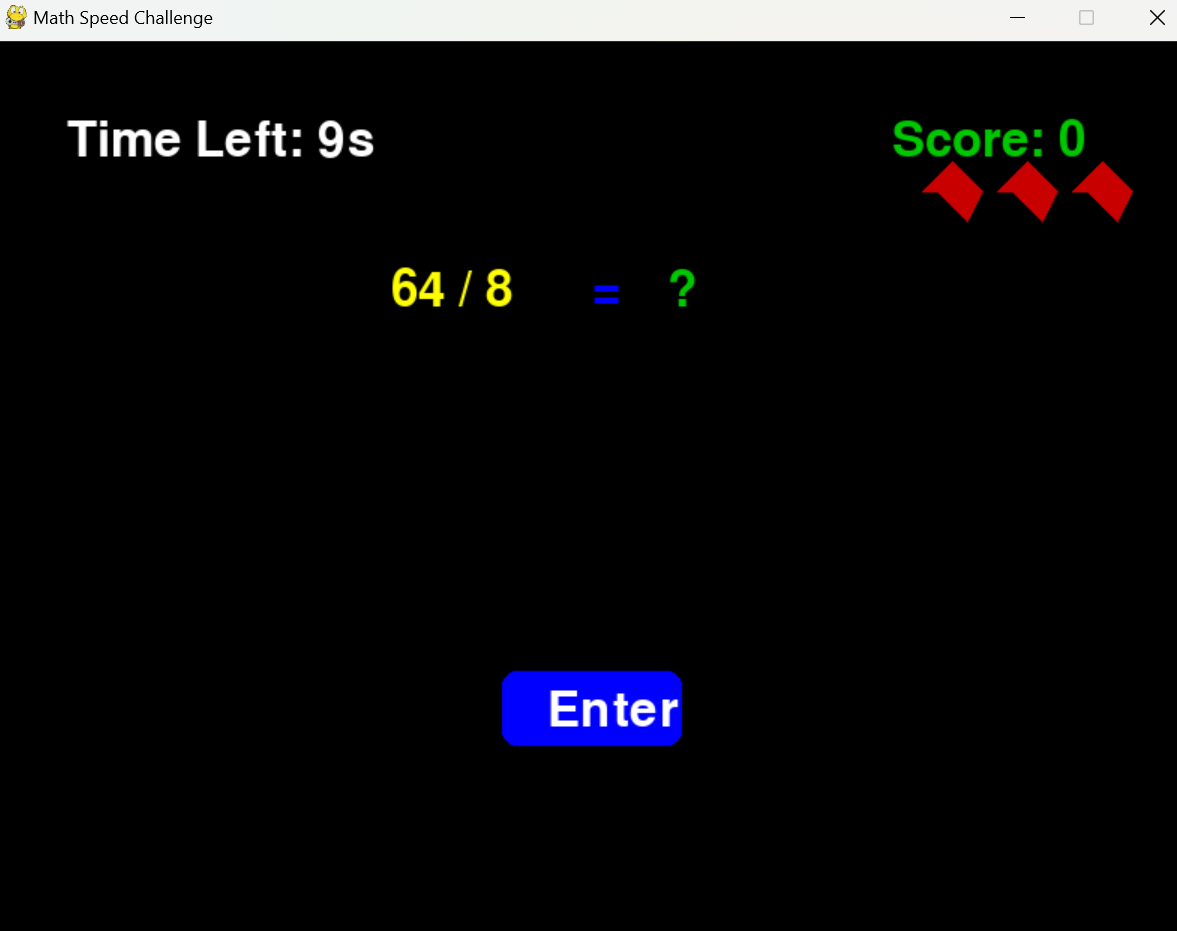 Math Speed Challenge
Time Left: 9s
Score: 0
64 / 8 = ?
Enter